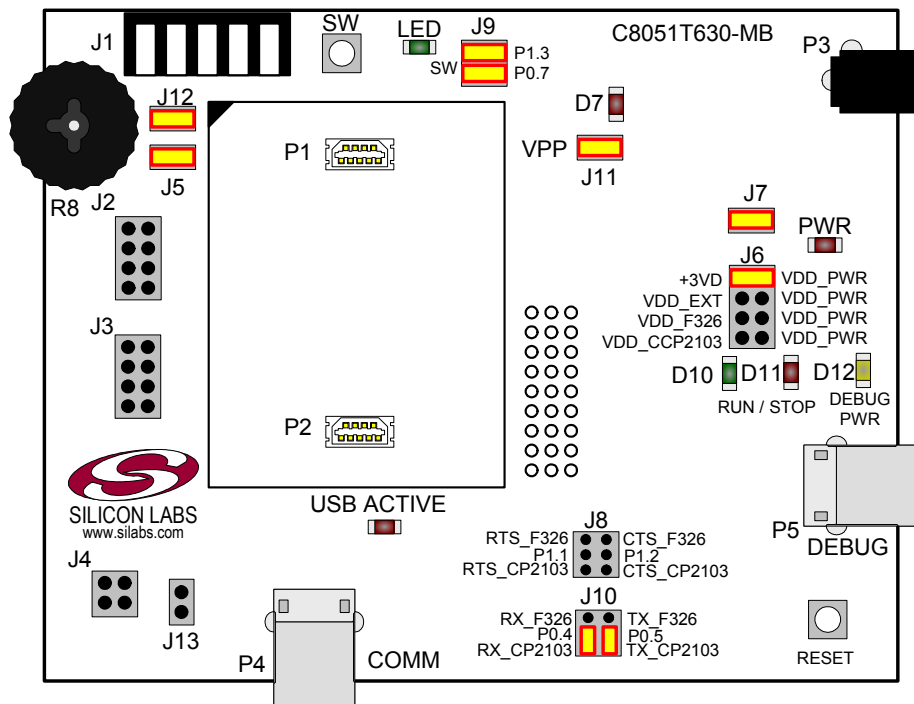 SW
LED
J9
C8051T630-MB
P3
J1
P1.3
SW
P0.7
J12
D7
P1
VPP
J5
J11
R8
J2
J7
PWR
J6
+3VD
VDD_PWR
VDD_EXT
VDD_PWR
VDD_F326
VDD_PWR
VDD_CCP2103
VDD_PWR
J3
D10
D11
D12
RUN / STOP
DEBUG
PWR
P2
SILICON LABS
www.silabs.com
USB ACTIVE
J8
RTS_F326
CTS_F326
P1.1
P1.2
RTS_CP2103
CTS_CP2103
P5
DEBUG
J4
J10
RX_F326
TX_F326
P0.4
P0.5
RX_CP2103
TX_CP2103
J13
P4
COMM
RESET